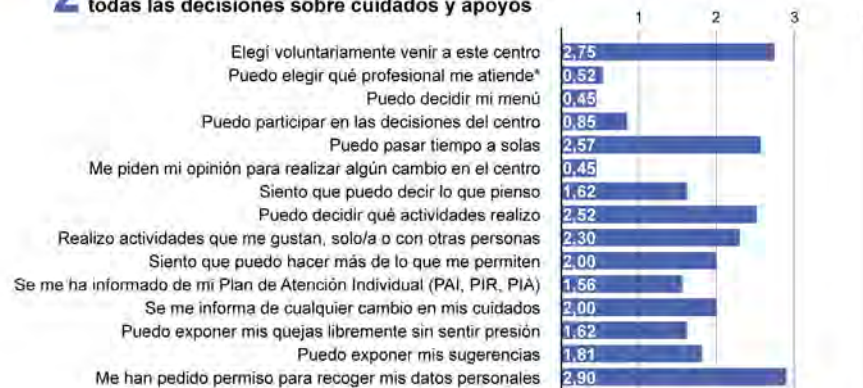 2 todas las decisiones sobre cuidados y apoyos
1 2 3
Elegí voluntariamente venir a este centro 2,75
Puedo elegir qué profesional me atiende* 0,52
Puedo decidir mi menú 0,45
Puedo participar en las decisiones del centro 0,85
Puedo pasar tiempo a solas 2,57
Me piden mi opinión para realizar algún cambio en el centro 0,45
Siento que puedo decir lo que pienso 1,62
Puedo decidir qué actividades realizo 2,52
Realizo actividades que me gustan, solo/a o con otras personas 2,30
Siento que puedo hacer más de lo que me permiten 2,00
Se me ha informado de mi Plan de Atención Individual (PAI, PIR, PIA) 1,56
Se me informa de cualquier cambio en mis cuidados 2,00
Puedo exponer mis quejas libremente sin sentir presión 1,62
Puedo exponer mis sugerencias 1,81
Me han pedido permiso para recoger mis datos personales 2,90